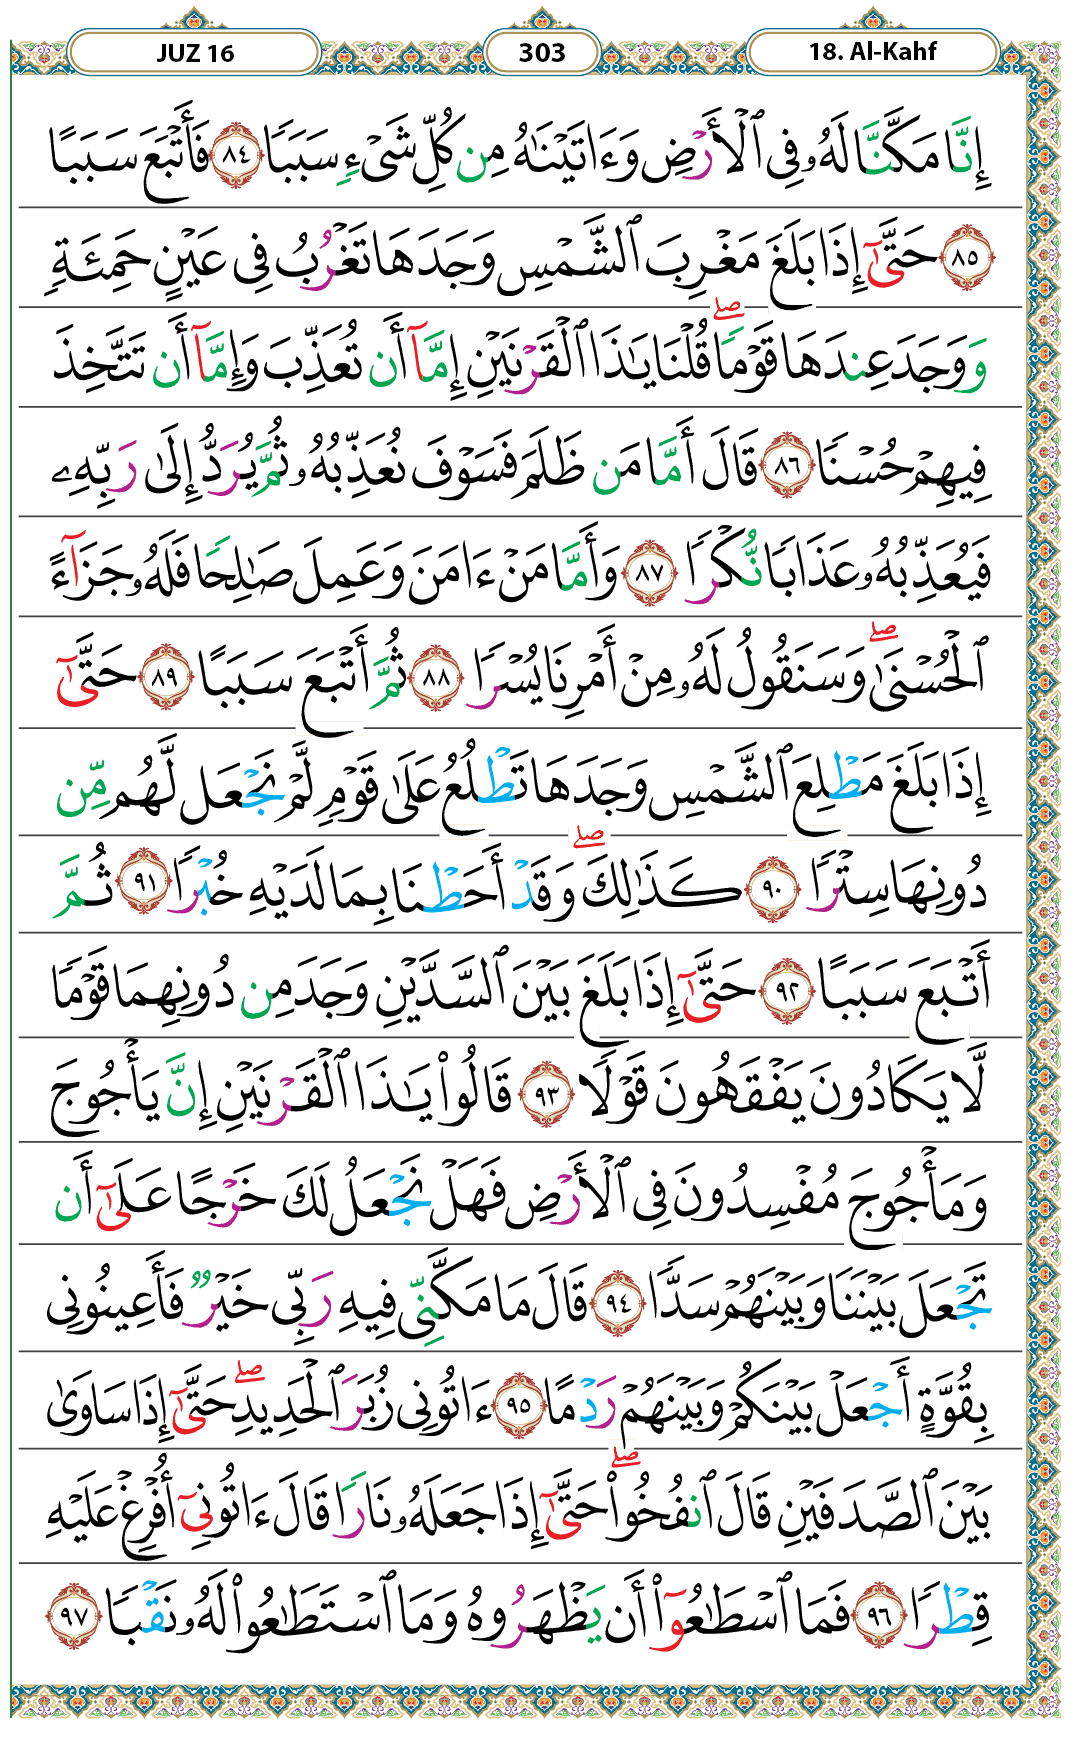 JUZ 16
303
18. Al-Kahf
إِنَّا مَكَّنَّا لَهُۥ فِى ٱلْأَرْضِ وَءَاتَيْنَـٰهُ مِن كُلِّ شَىْءٍ سَبَبًا ٨٤ فَأَتْبَعَ سَبَبًا
٨٥ حَتَّىٰٓ إِذَا بَلَغَ مَغْرِبَ ٱلشَّمْسِ وَجَدَهَا تَغْرُبُ فِى عَيْنٍ حَمِئَةٍ
وَوَجَدَ عِندَهَا قَوْمًا ۖ قُلْنَا يَـٰذَا ٱلْقَرْنَيْنِ إِمَّآ أَن تُعَذِّبَ وَإِمَّآ أَن تَتَّخِذَ
فِيهِمْ حُسْنًا ٨٦ قَالَ أَمَّا مَن ظَلَمَ فَسَوْفَ نُعَذِّبُهُۥ ثُمَّ يُرَدُّ إِلَىٰ رَبِّهِۦ
فَيُعَذِّبُهُۥ عَذَابًا نُّكْرًا ٨٧ وَأَمَّا مَنْ ءَامَنَ وَعَمِلَ صَـٰلِحًا فَلَهُۥ جَزَآءً
ٱلْحُسْنَىٰ ۖ وَسَنَقُولُ لَهُۥ مِنْ أَمْرِنَا يُسْرًا ٨٨ ثُمَّ أَتْبَعَ سَبَبًا ٨٩ حَتَّىٰٓ
إِذَا بَلَغَ مَطْلِعَ ٱلشَّمْسِ وَجَدَهَا تَطْلُعُ عَلَىٰ قَوْمٍ لَّمْ نَجْعَل لَّهُم مِّن
دُونِهَا سِتْرًا ٩٠ كَذَٰلِكَ ۖ وَقَدْ أَحَطْنَا بِمَا لَدَيْهِ خُبْرًا ٩١ ثُمَّ
أَتْبَعَ سَبَبًا ٩٢ حَتَّىٰٓ إِذَا بَلَغَ بَيْنَ ٱلسَّدَّيْنِ وَجَدَ مِن دُونِهِمَا قَوْمًا
لَّا يَكَادُونَ يَفْقَهُونَ قَوْلًا ٩٣ قَالُوا۟ يَـٰذَا ٱلْقَرْنَيْنِ إِنَّ يَأْجُوجَ
وَمَأْجُوجَ مُفْسِدُونَ فِى ٱلْأَرْضِ فَهَلْ نَجْعَلُ لَكَ خَرْجًا عَلَىٰٓ أَن
تَجْعَلَ بَيْنَنَا وَبَيْنَهُمْ سَدًّا ٩٤ قَالَ مَا مَكَّنِّى فِيهِ رَبِّى خَيْرٌ فَأَعِينُونِى
بِقُوَّةٍ أَجْعَلْ بَيْنَكُمْ وَبَيْنَهُمْ رَدْمًا ٩٥ ءَاتُونِى زُبَرَ ٱلْحَدِيدِ ۖ حَتَّىٰٓ إِذَا سَاوَىٰ
بَيْنَ ٱلصَّدَفَيْنِ قَالَ ٱنفُخُوا۟ ۖ حَتَّىٰٓ إِذَا جَعَلَهُۥ نَارًا قَالَ ءَاتُونِىٓ أُفْرِغْ عَلَيْهِ
قِطْرًا ٩٦ فَمَا ٱسْطَـٰعُوٓا۟ أَن يَظْهَرُوهُ وَمَا ٱسْتَطَـٰعُوا۟ لَهُۥ نَقْبًا ٩٧